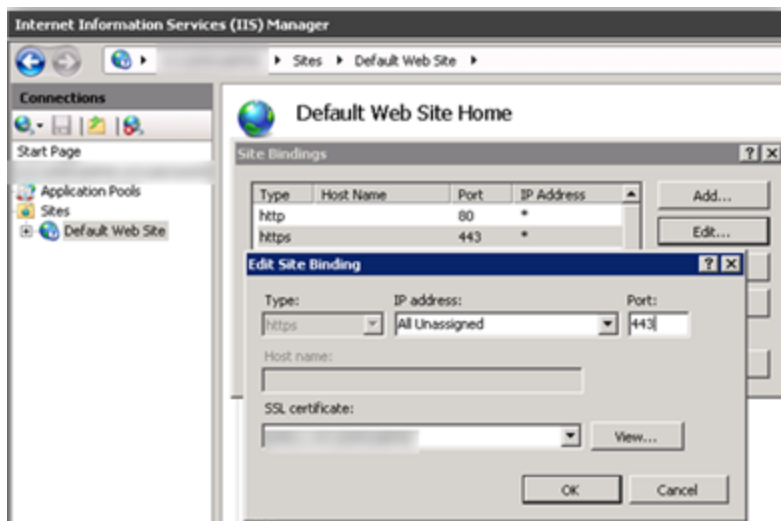 Internet Information Services (IIS) Manager
Sites Default Web Site
Connections
Start Page
Application Pools
Sites
Default Web Site
Default Web Site Home
Site Bindings
Type Host Name Port IP Address
http 80 *
https 443 *
Add...
Edit...
Edit Site Binding
Type: IP address: Port:
https All Unassigned 443
Host name:
SSL certificate:
View...
OK Cancel